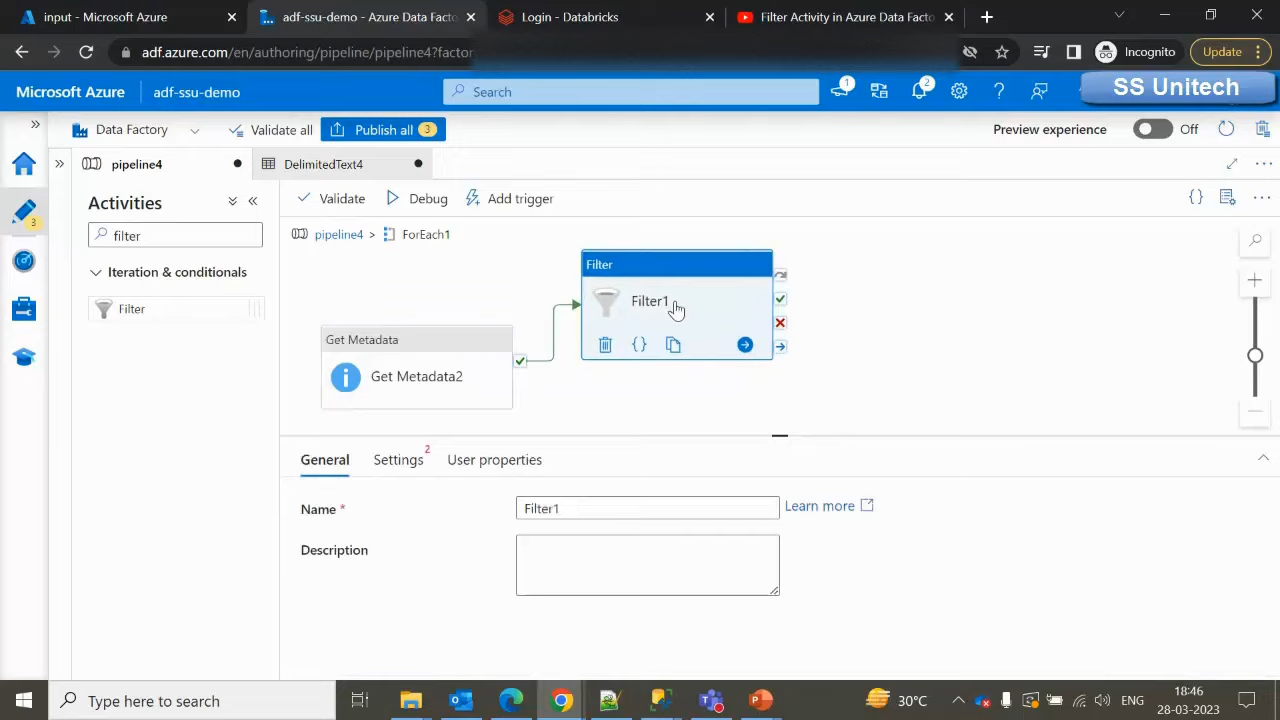 input - Microsoft Azure
adf-ssu-demo - Azure Data Facto
Login - Databricks
Filter Activity in Azure Data Facto
adf.azure.com/en/authoring/pipeline/pipeline4?factor
Incognito
Update
Microsoft Azure
adf-ssu-demo
Search
1
2
SS Unitech
Data Factory
Validate all
Publish all 3
Preview experience
Off
3
pipeline4
DelimitedText4
Activities
Validate
Debug
Add trigger
filter
pipeline4 > ForEach1
Iteration & conditionals
Filter
Filter
Filter1
Get Metadata
Get Metadata2
General
Settings 2
User properties
Name *
Filter1
Learn more
Description
Type here to search
30°C
ENG
18:46
28-03-2023